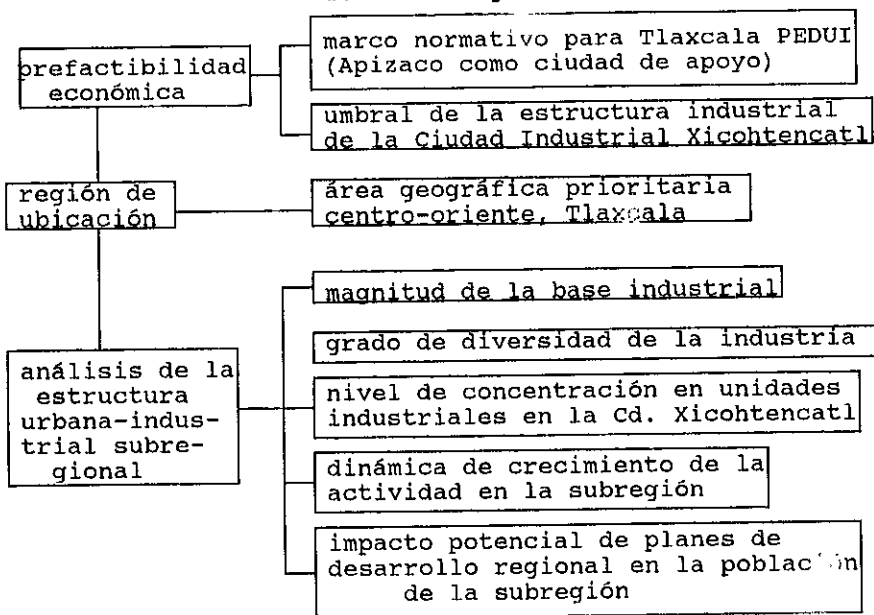 prefactibilidad
económica
marco normativo para Tlaxcala PEDUI
(Apizaco como ciudad de apoyo)
umbral de la estructura industrial
de la Ciudad Industrial Xicohtencatl
región de
ubicación
área geográfica prioritaria
centro-oriente, Tlaxcala
análisis de la
estructura
urbana-indus-
trial subre-
gional
magnitud de la base industrial
grado de diversidad de la industria
nivel de concentración en unidades
industriales en la Cd. Xicohtencatl
dinámica de crecimiento de la
actividad en la subregión
impacto potencial de planes de
desarrollo regional en la población
de la subregión